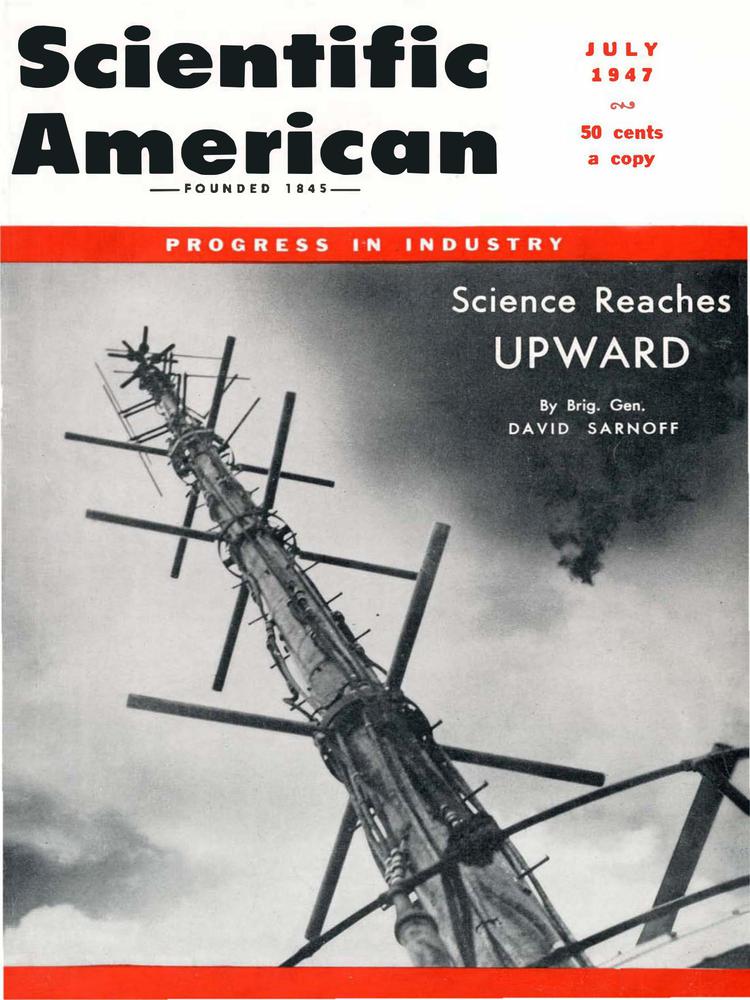 Scientific
American
FOUNDED 1845
JULY
1947
50 cents
a copy
PROGRESS IN INDUSTRY
Science Reaches
UPWARD
By Brig. Gen.
DAVID SARNOFF